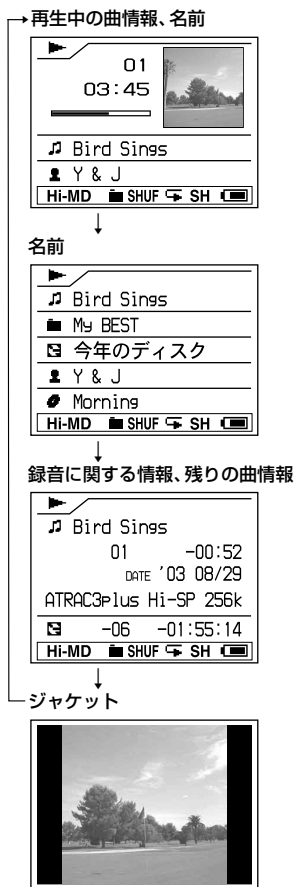 再生中の曲情報、名前
01
03:45
Bird Sings
Y & J
Hi-MD SHUF SH
名前
Bird Sings
My BEST
今年のディスク
Y & J
Morning
Hi-MD SHUF SH
録音に関する情報、残りの曲情報
Bird Sings
01 -00:52
DATE '03 08/29
ATRAC3plus Hi-SP 256k
-06 -01:55:14
Hi-MD SHUF SH
ジャケット